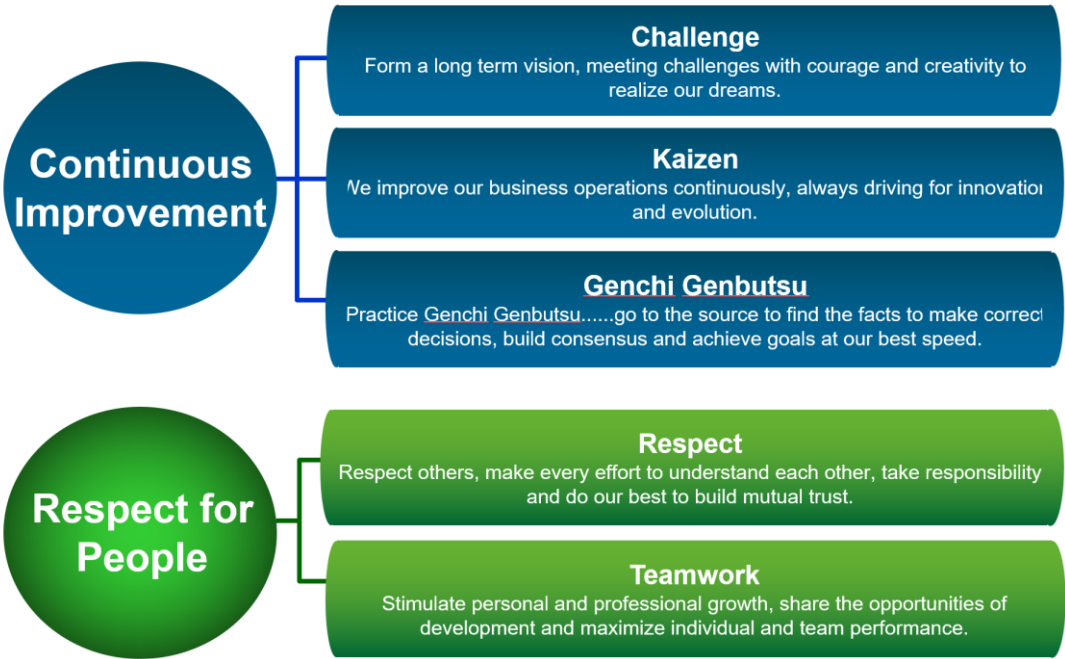 Continuous
Improvement
Challenge
Form a long term vision, meeting challenges with courage and creativity to
realize our dreams.
Kaizen
We improve our business operations continuously, always driving for innovation
and evolution.
Genchi Genbutsu
Practice Genchi Genbutsu......go to the source to find the facts to make correct
decisions, build consensus and achieve goals at our best speed.
Respect for
People
Respect
Respect others, make every effort to understand each other, take responsibility
and do our best to build mutual trust.
Teamwork
Stimulate personal and professional growth, share the opportunities of
development and maximize individual and team performance.